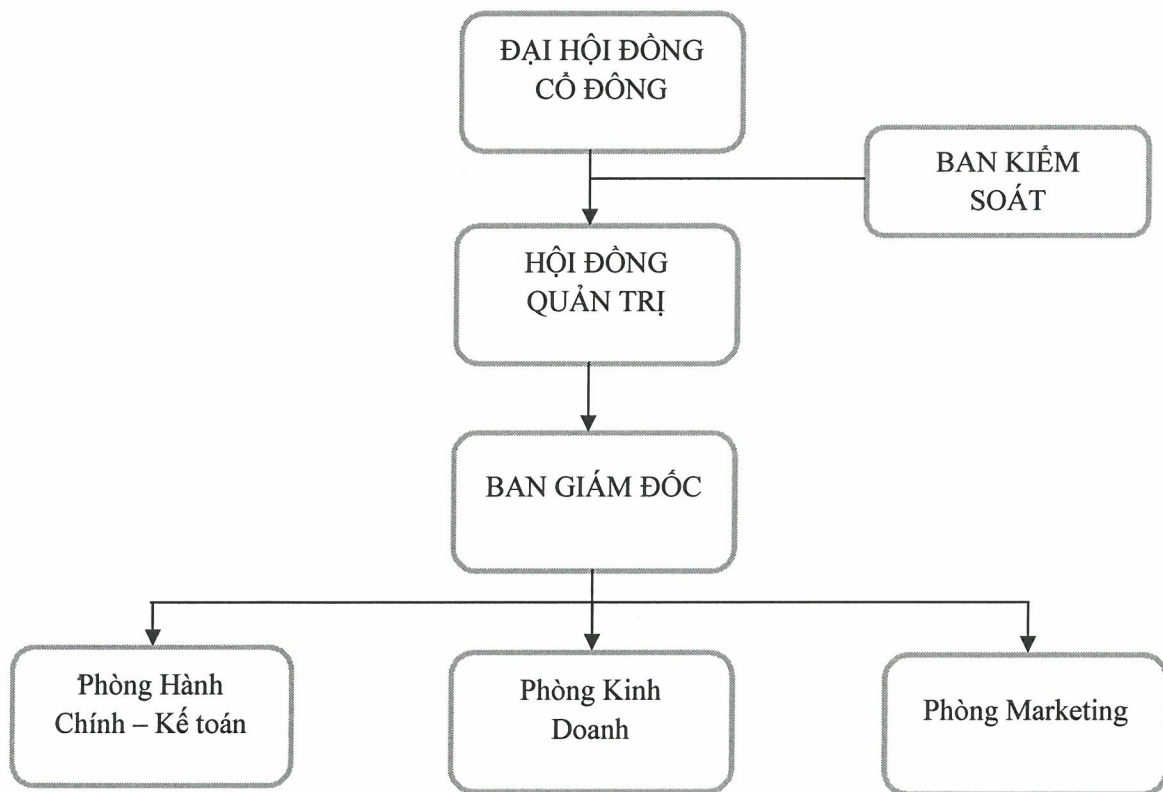 ĐẠI HỘI ĐỒNG
CỔ ĐÔNG
BAN KIỂM
SOÁT
HỘI ĐỒNG
QUẢN TRỊ
BAN GIÁM ĐỐC
Phòng Hành
Chính – Kế toán
Phòng Kinh
Doanh
Phòng Marketing